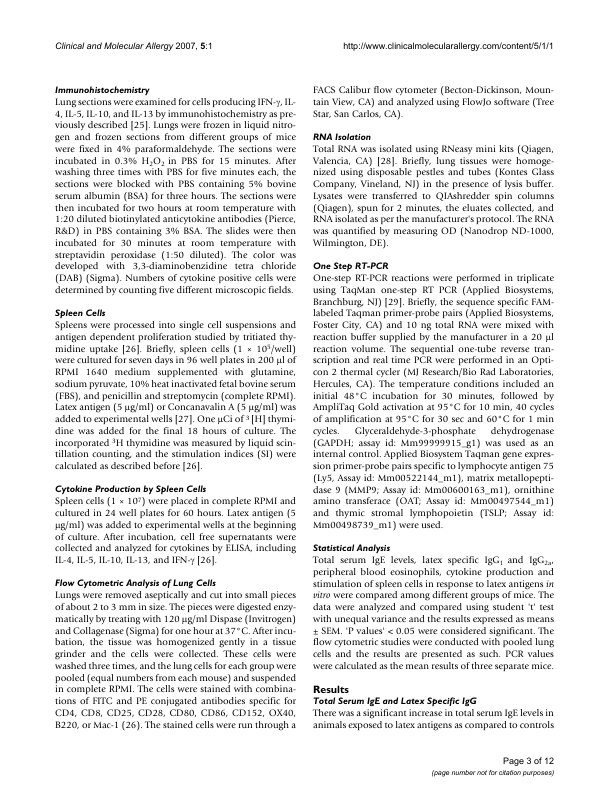 Clinical and Molecular Allergy 2007, 5:1
http://www.clinicalmolecularallergy.com/content/5/1/1
Immunohistochemistry
Lung sections were examined for cells producing IFN-γ, IL-
4, IL-5, IL-10, and IL-13 by immunohistochemistry as pre-
viously described [25]. Lungs were frozen in liquid nitro-
gen and frozen sections from different groups of mice
were fixed in 4% paraformaldehyde. The sections were
incubated in 0.3% H₂O₂ in PBS for 15 minutes. After
washing three times with PBS for five minutes each, the
sections were blocked with PBS containing 5% bovine
serum albumin (BSA) for three hours. The sections were
then incubated for two hours at room temperature with
1:20 diluted biotinylated anticytokine antibodies (Pierce,
R&D) in PBS containing 3% BSA. The slides were then
incubated for 30 minutes at room temperature with
streptavidin peroxidase (1:50 diluted). The color was
developed with 3,3-diaminobenzidine tetra chloride
(DAB) (Sigma). Numbers of cytokine positive cells were
determined by counting five different microscopic fields.
Spleen Cells
Spleens were processed into single cell suspensions and
antigen dependent proliferation studied by tritiated thy-
midine uptake [26]. Briefly, spleen cells (1 × 10⁵/well)
were cultured for seven days in 96 well plates in 200 μl of
RPMI 1640 medium supplemented with glutamine,
sodium pyruvate, 10% heat inactivated fetal bovine serum
(FBS), and penicillin and streptomycin (complete RPMI).
Latex antigen (5 μg/ml) or Concanavalin A (5 μg/ml) was
added to experimental wells [27]. One μCi of ³ [H] thymi-
dine was added for the final 18 hours of culture. The
incorporated ³H thymidine was measured by liquid scin-
tillation counting, and the stimulation indices (SI) were
calculated as described before [26].
Cytokine Production by Spleen Cells
Spleen cells (1 × 10⁷) were placed in complete RPMI and
cultured in 24 well plates for 60 hours. Latex antigen (5
μg/ml) was added to experimental wells at the beginning
of culture. After incubation, cell free supernatants were
collected and analyzed for cytokines by ELISA, including
IL-4, IL-5, IL-10, IL-13, and IFN-γ [26].
Flow Cytometric Analysis of Lung Cells
Lungs were removed aseptically and cut into small pieces
of about 2 to 3 mm in size. The pieces were digested enzy-
matically by treating with 120 μg/ml Dispase (Invitrogen)
and Collagenase (Sigma) for one hour at 37°C. After incu-
bation, the tissue was homogenized gently in a tissue
grinder and the cells were collected. These cells were
washed three times, and the lung cells for each group were
pooled (equal numbers from each mouse) and suspended
in complete RPMI. The cells were stained with combina-
tions of FITC and PE conjugated antibodies specific for
CD4, CD8, CD25, CD28, CD80, CD86, CD152, OX40,
B220, or Mac-1 (26). The stained cells were run through a
FACS Calibur flow cytometer (Becton-Dickinson, Moun-
tain View, CA) and analyzed using FlowJo software (Tree
Star, San Carlos, CA).
RNA Isolation
Total RNA was isolated using RNeasy mini kits (Qiagen,
Valencia, CA) [28]. Briefly, lung tissues were homoge-
nized using disposable pestles and tubes (Kontes Glass
Company, Vineland, NJ) in the presence of lysis buffer.
Lysates were transferred to QIAshredder spin columns
(Qiagen), spun for 2 minutes, the eluates collected, and
RNA isolated as per the manufacturer's protocol. The RNA
was quantified by measuring OD (Nanodrop ND-1000,
Wilmington, DE).
One Step RT-PCR
One-step RT-PCR reactions were performed in triplicate
using TaqMan one-step RT PCR (Applied Biosystems,
Branchburg, NJ) [29]. Briefly, the sequence specific FAM-
labeled Taqman primer-probe pairs (Applied Biosystems,
Foster City, CA) and 10 ng total RNA were mixed with
reaction buffer supplied by the manufacturer in a 20 μl
reaction volume. The sequential one-tube reverse tran-
scription and real time PCR were performed in an Opti-
con 2 thermal cycler (MJ Research/Bio Rad Laboratories,
Hercules, CA). The temperature conditions included an
initial 48°C incubation for 30 minutes, followed by
AmpliTaq Gold activation at 95°C for 10 min, 40 cycles
of amplification at 95°C for 30 sec and 60°C for 1 min
cycles. Glyceraldehyde-3-phosphate dehydrogenase
(GAPDH; assay id: Mm99999915_g1) was used as an
internal control. Applied Biosystem Taqman gene expres-
sion primer-probe pairs specific to lymphocyte antigen 75
(Ly5, Assay id: Mm00522144_m1), matrix metallopepti-
dase 9 (MMP9; Assay id: Mm00600163_m1), ornithine
amino transferace (OAT; Assay id: Mm00497544_m1)
and thymic stromal lymphopoietin (TSLP; Assay id:
Mm00498739_m1) were used.
Statistical Analysis
Total serum IgE levels, latex specific IgG₁ and IgG₂ₐ,
peripheral blood eosinophils, cytokine production and
stimulation of spleen cells in response to latex antigens in
vitro were compared among different groups of mice. The
data were analyzed and compared using student 't' test
with unequal variance and the results expressed as means
± SEM. 'P values' < 0.05 were considered significant. The
flow cytometric studies were conducted with pooled lung
cells and the results are presented as such. PCR values
were calculated as the mean results of three separate mice.
Results
Total Serum IgE and Latex Specific IgG
There was a significant increase in total serum IgE levels in
animals exposed to latex antigens as compared to controls
Page 3 of 12
(page number not for citation purposes)